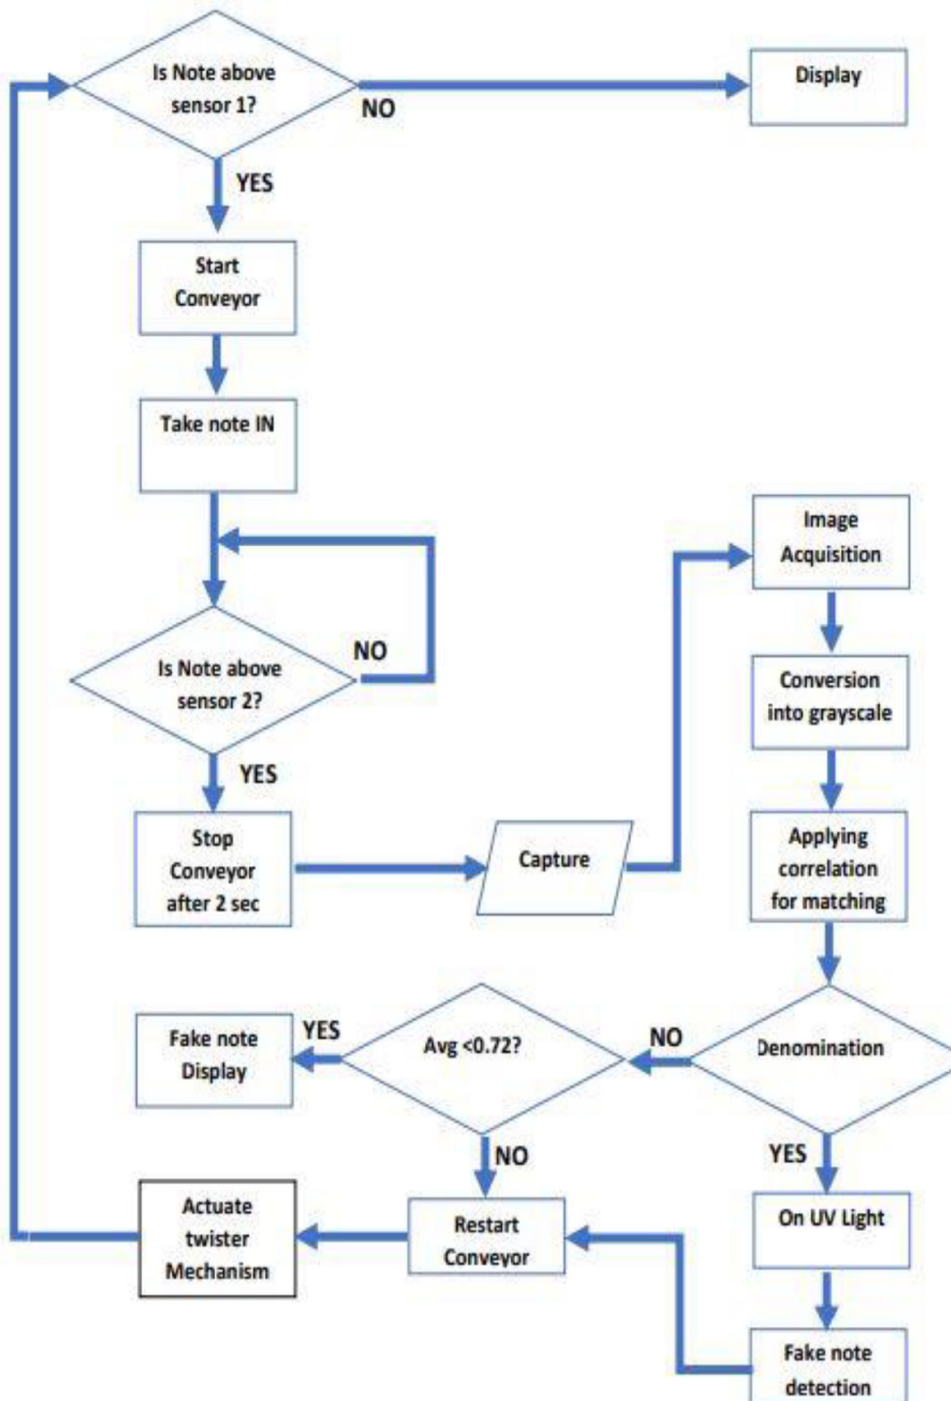 Is Note above
sensor 1?
NO
Display
YES
Start
Conveyor
Take note IN
Is Note above
sensor 2?
NO
YES
Stop
Conveyor
after 2 sec
Capture
Image
Acquisition
Conversion
into grayscale
Applying
correlation
for matching
Denomination
NO
YES
Avg <0.72?
YES
NO
Fake note
Display
On UV Light
Fake note
detection
Restart
Conveyor
Actuate
twister
Mechanism